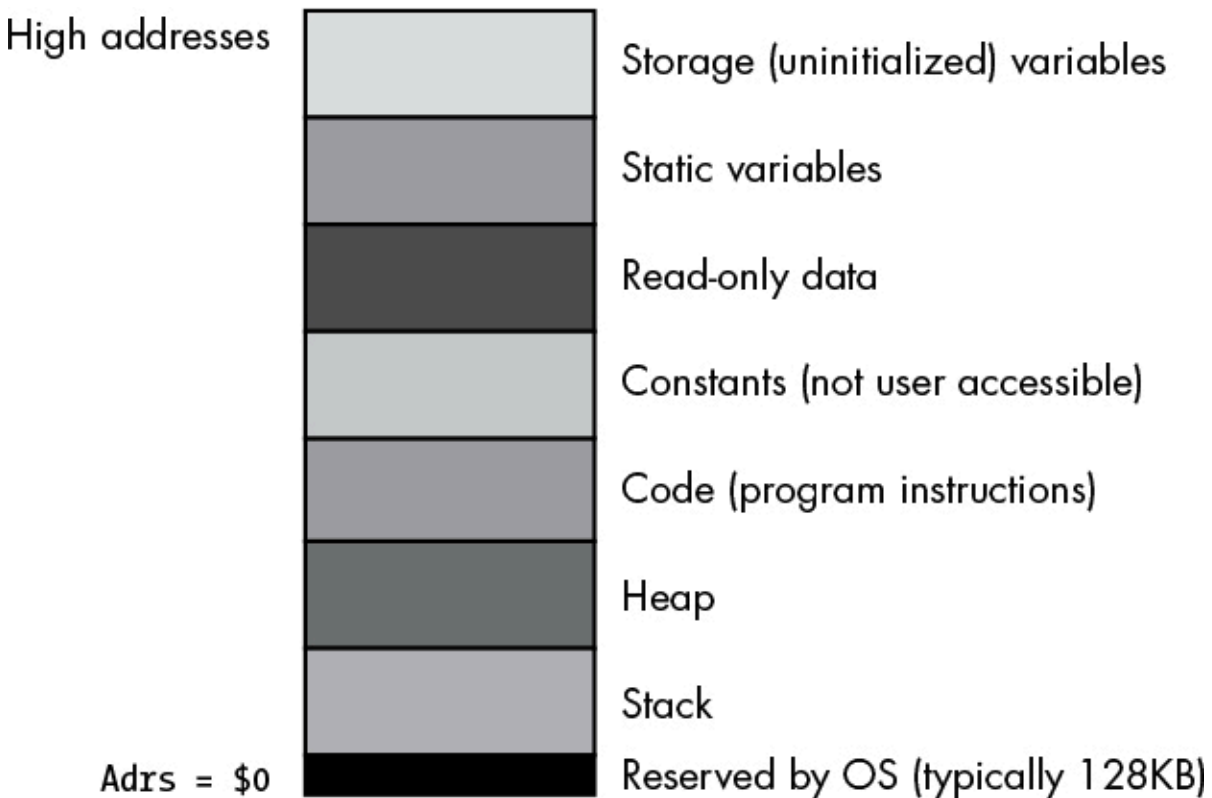 High addresses
Storage (uninitialized) variables
Static variables
Read-only data
Constants (not user accessible)
Code (program instructions)
Heap
Stack
Adrs = $0
Reserved by OS (typically 128KB)